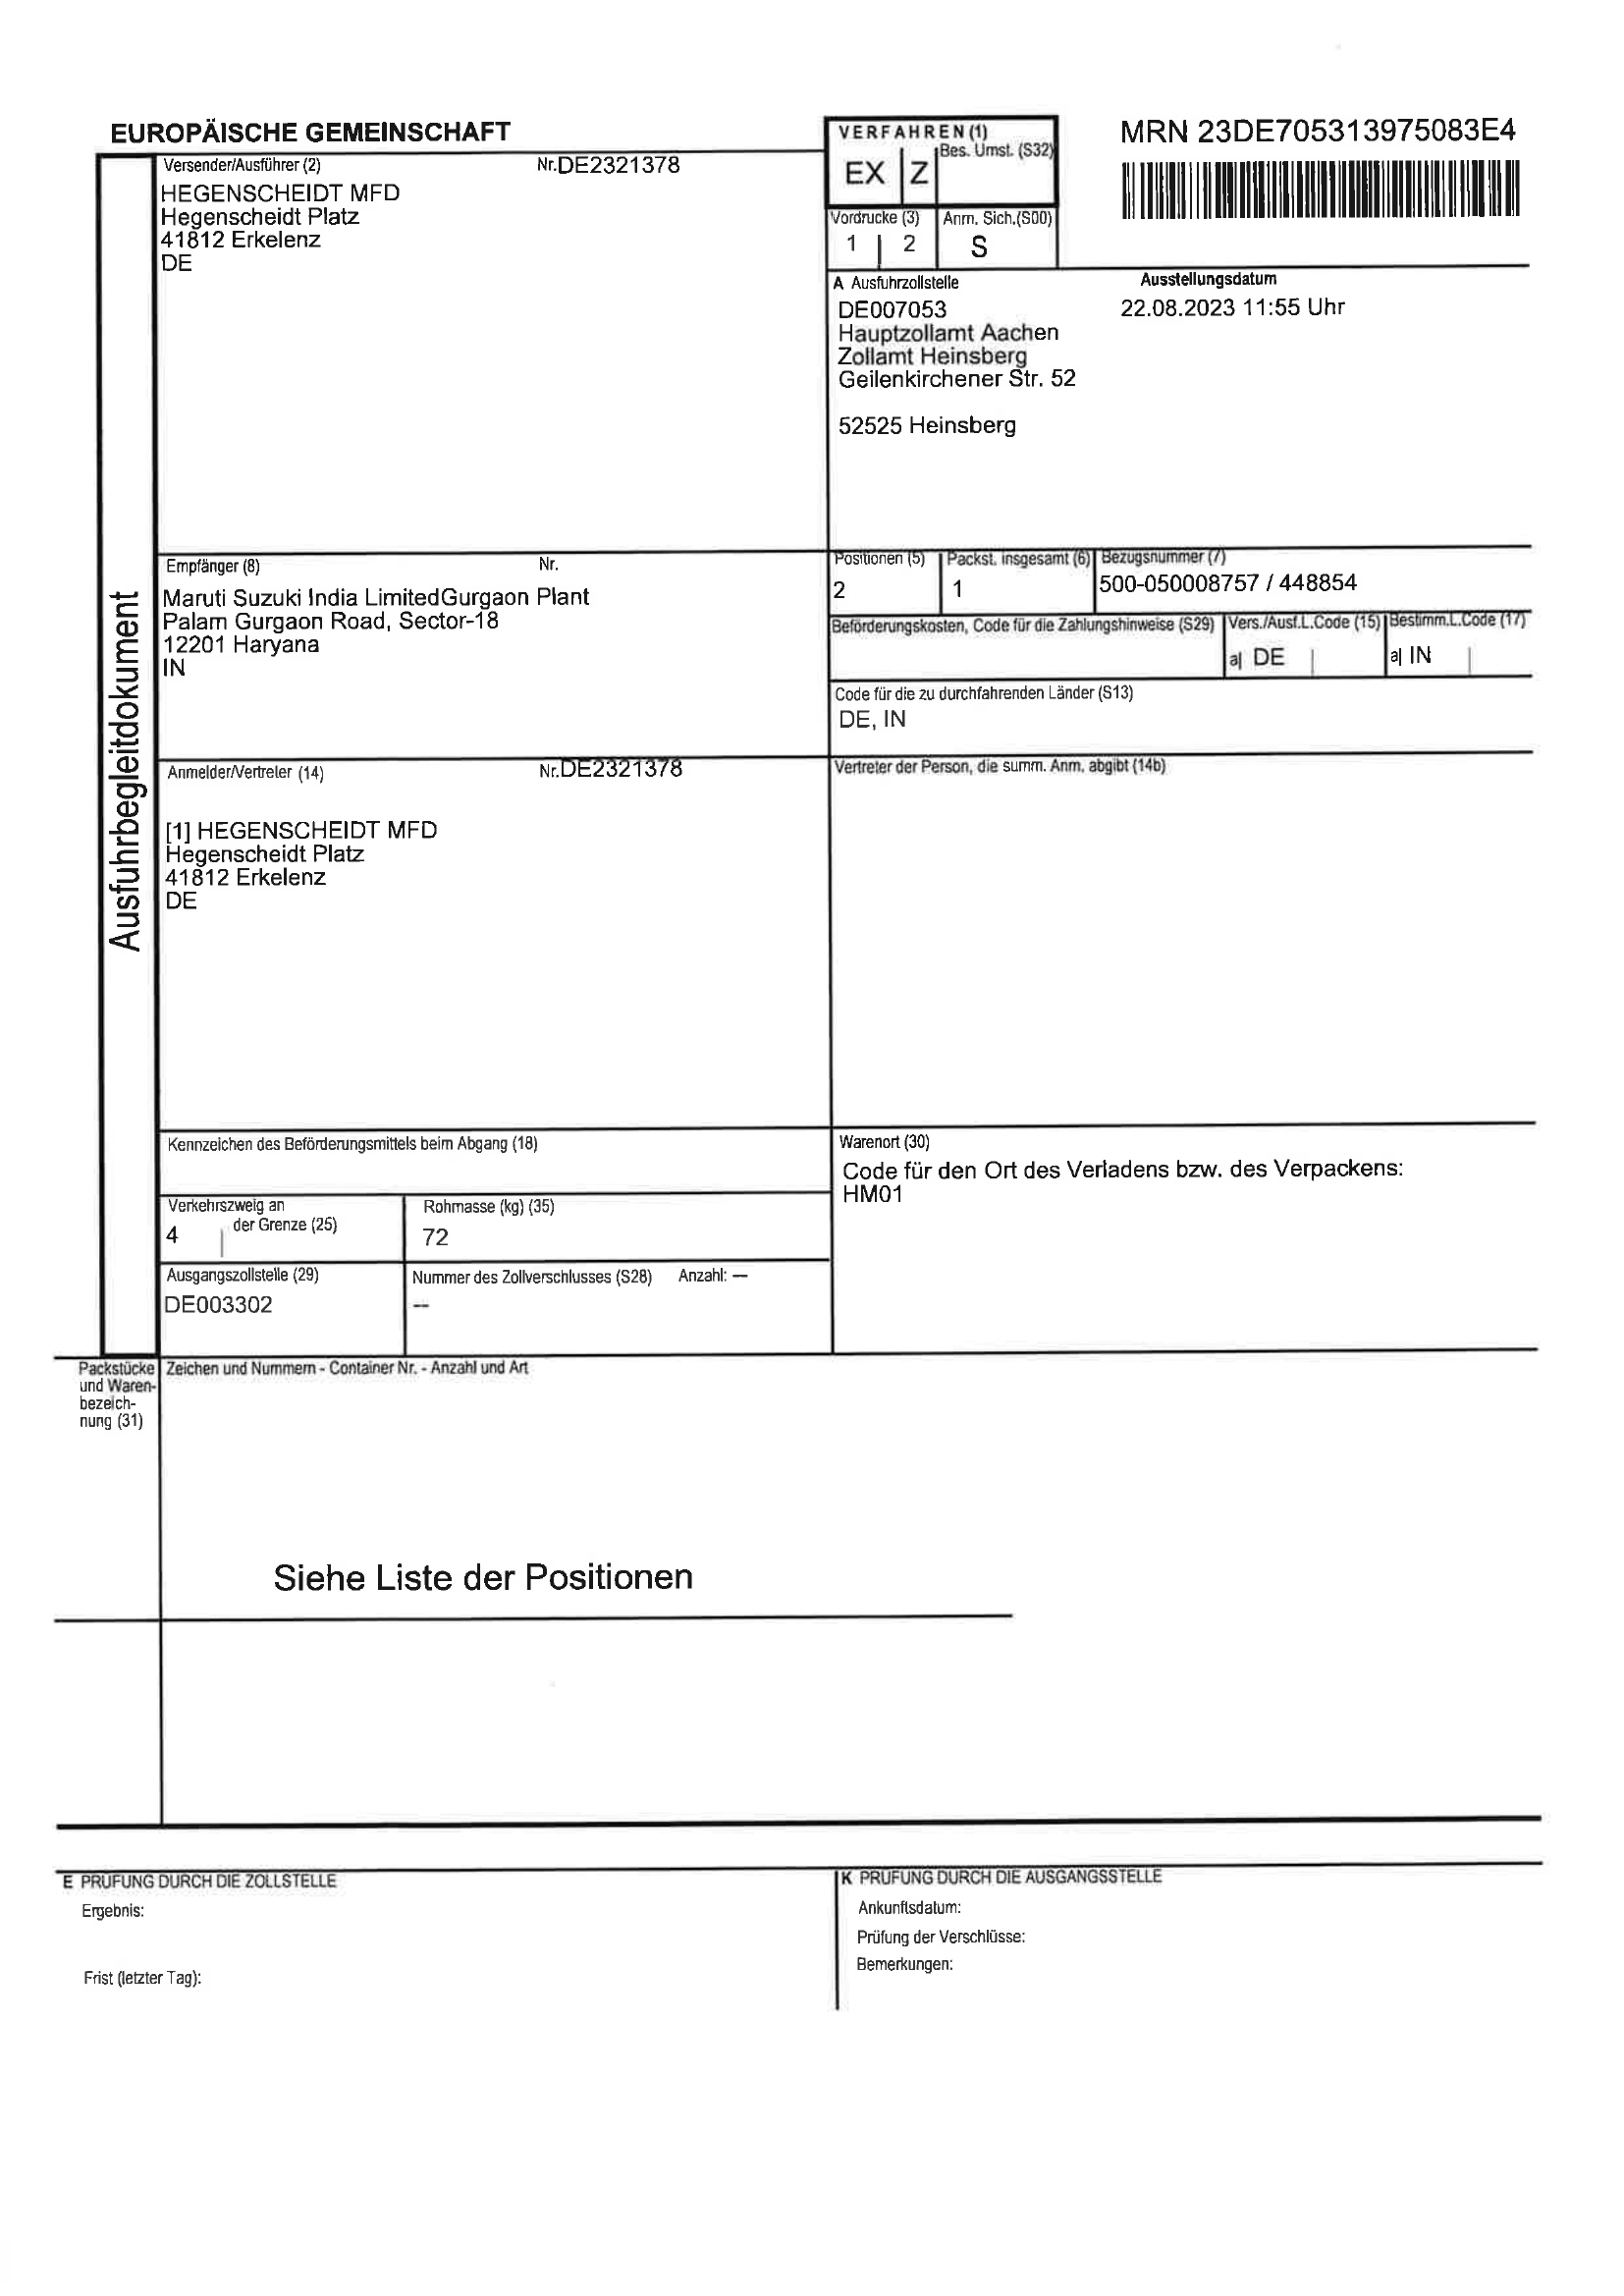 EUROPÄISCHE GEMEINSCHAFT
VERFAHREN (1)
Bes. Umst. (S32)
EX Z
MRN 23DE705313975083E4
Versender/Ausführer (2) Nr. DE2321378
HEGENSCHEIDT MFD
Hegenscheidt Platz
41812 Erkelenz
DE
Vordrucke (3) Anm. Sich.(S00)
1 2 S
A Ausfuhrzollstelle Ausstellungsdatum
DE007053 22.08.2023 11:55 Uhr
Hauptzollamt Aachen
Zollamt Heinsberg
Geilenkirchener Str. 52
52525 Heinsberg
Ausfuhrbegleitdokument
Empfänger (8) Nr.
Maruti Suzuki India LimitedGurgaon Plant
Palam Gurgaon Road, Sector-18
12201 Haryana
IN
Positionen (5) Packst. insgesamt (6) Bezugsnummer (7)
2 1 500-050008757 / 448854
Beförderungskosten, Code für die Zahlungshinweise (S29) Vers./Ausf.L.Code (15) Bestimm.L.Code (17)
a| DE a| IN
Code für die zu durchfahrenden Länder (S13)
DE, IN
Anmelder/Vertreter (14) Nr. DE2321378
[1] HEGENSCHEIDT MFD
Hegenscheidt Platz
41812 Erkelenz
DE
Vertreter der Person, die summ. Anm. abgibt (14b)
Kennzeichen des Beförderungsmittels beim Abgang (18)
Warenort (30)
Code für den Ort des Verladens bzw. des Verpackens:
HM01
Verkehrszweig an
der Grenze (25)
4
Rohmasse (kg) (35)
72
Ausgangszollstelle (29)
DE003302
Nummer des Zollverschlusses (S28) Anzahl: --
--
Packstücke
und Waren-
bezeich-
nung (31)
Zeichen und Nummern - Container Nr. - Anzahl und Art
Siehe Liste der Positionen
E PRÜFUNG DURCH DIE ZOLLSTELLE
Ergebnis:
Frist (letzter Tag):
K PRÜFUNG DURCH DIE AUSGANGSSTELLE
Ankunftsdatum:
Prüfung der Verschlüsse:
Bemerkungen: